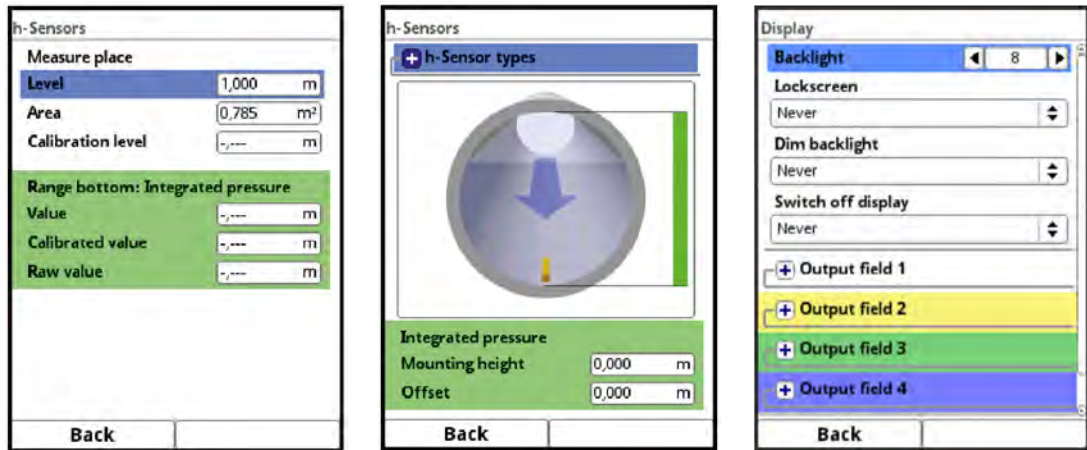 h-Sensors
Measure place
Level 1,000 m
Area 0,785 m²
Calibration level -,--- m
Range bottom: Integrated pressure
Value -,--- m
Calibrated value -,--- m
Raw value -,--- m
Back
h-Sensors
h-Sensor types
Integrated pressure
Mounting height 0,000 m
Offset 0,000 m
Back
Display
Backlight 8
Lockscreen
Never
Dim backlight
Never
Switch off display
Never
Output field 1
Output field 2
Output field 3
Output field 4
Back